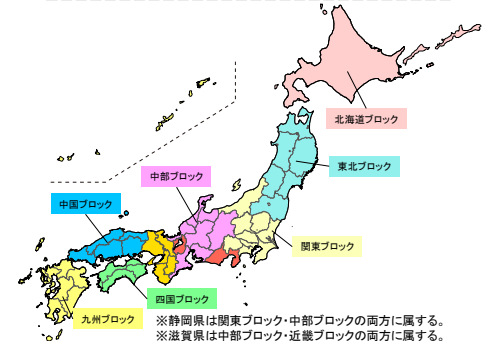 北海道ブロック
東北ブロック
中部ブロック
中国ブロック
関東ブロック
四国ブロック
九州ブロック
※静岡県は関東ブロック・中部ブロックの両方に属する。
※滋賀県は中部ブロック・近畿ブロックの両方に属する。